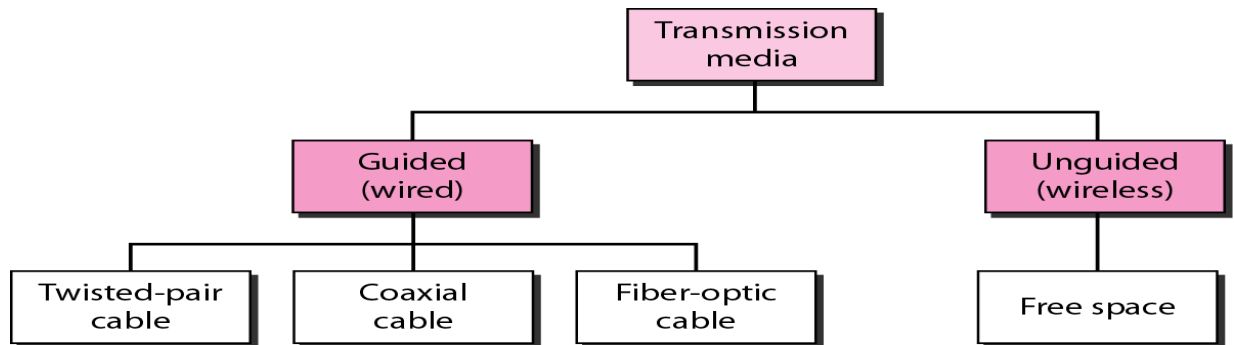 Transmission
media
Guided
(wired)
Unguided
(wireless)
Twisted-pair
cable
Coaxial
cable
Fiber-optic
cable
Free space